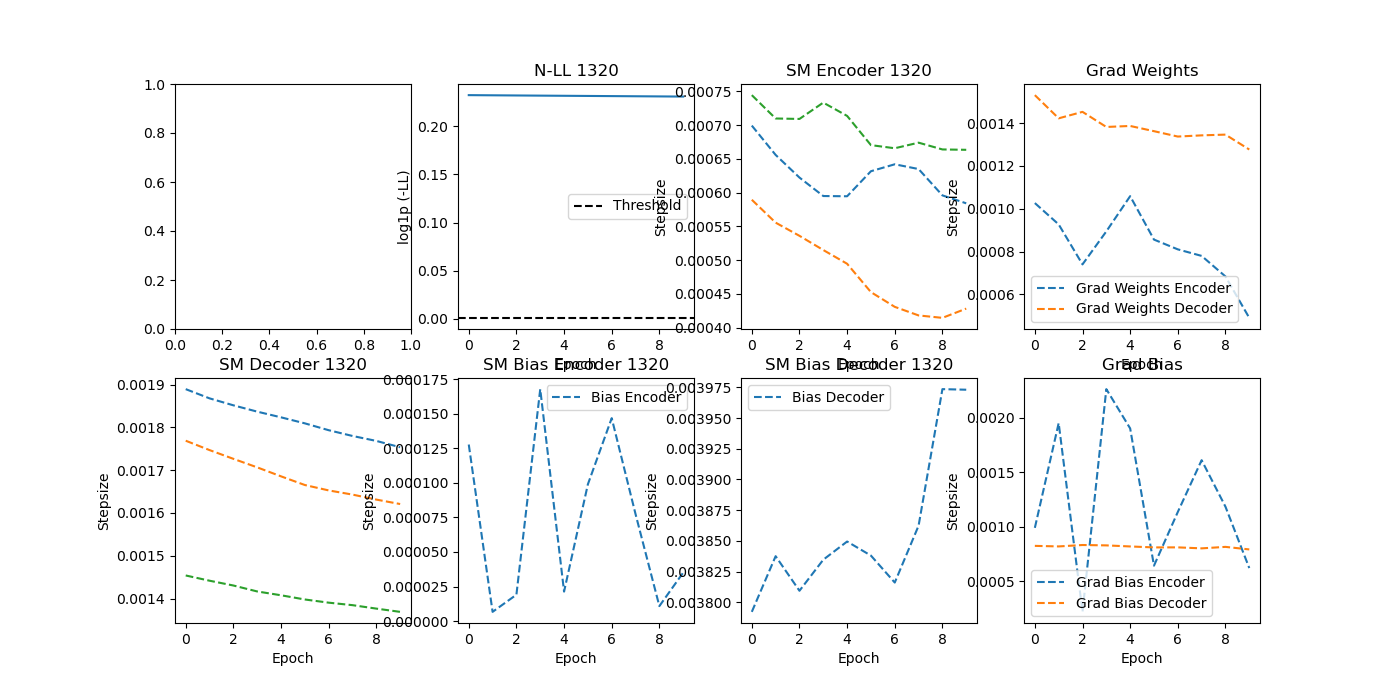 N-LL 1320
SM Encoder 1320
Grad Weights
1.0
0.8
0.6
0.4
0.2
0.0
0.0 0.2 0.4 0.6 0.8 1.0
log1p (-LL)
0.20
0.15
0.10
0.05
0.00
Threshold
0 2 4 6 8
Epoch
Stepsize
0.00075
0.00070
0.00065
0.00060
0.00055
0.00050
0.00045
0.00040
0 2 4 6 8
Epoch
Stepsize
0.0014
0.0012
0.0010
0.0008
0.0006
Grad Weights Encoder
Grad Weights Decoder
0 2 4 6 8
Epoch
SM Decoder 1320
SM Bias Encoder 1320
SM Bias Decoder 1320
Grad Bias
Stepsize
0.0019
0.0018
0.0017
0.0016
0.0015
0.0014
0 2 4 6 8
Epoch
Stepsize
0.000175
0.000150
0.000125
0.000100
0.000075
0.000050
0.000025
0.000000
Bias Encoder
0 2 4 6 8
Epoch
Stepsize
0.003975
0.003950
0.003925
0.003900
0.003875
0.003850
0.003825
0.003800
Bias Decoder
0 2 4 6 8
Epoch
Stepsize
0.0020
0.0015
0.0010
0.0005
Grad Bias Encoder
Grad Bias Decoder
0 2 4 6 8
Epoch